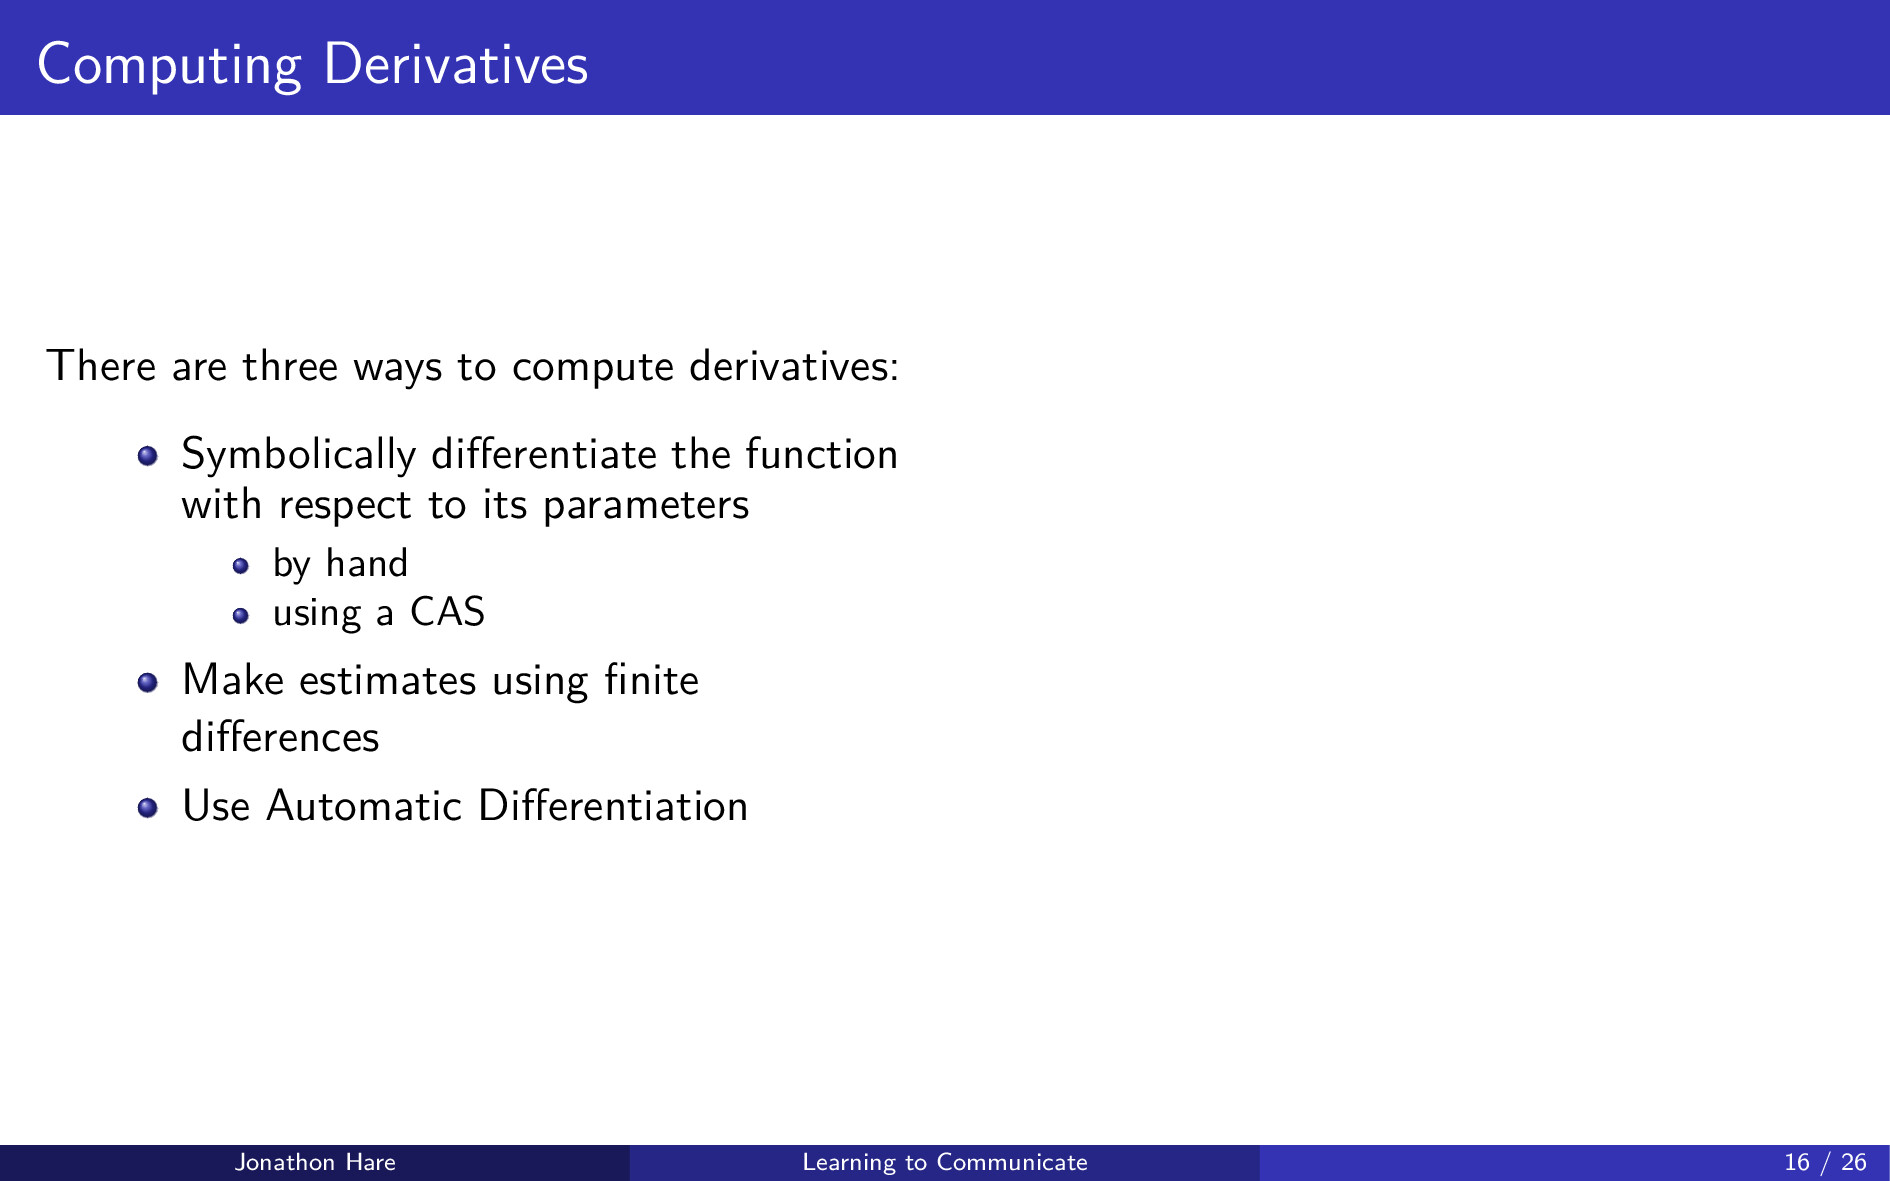 Computing Derivatives
There are three ways to compute derivatives:
Symbolically differentiate the function
with respect to its parameters
by hand
using a CAS
Make estimates using finite
differences
Use Automatic Differentiation
Jonathon Hare
Learning to Communicate
16 / 26